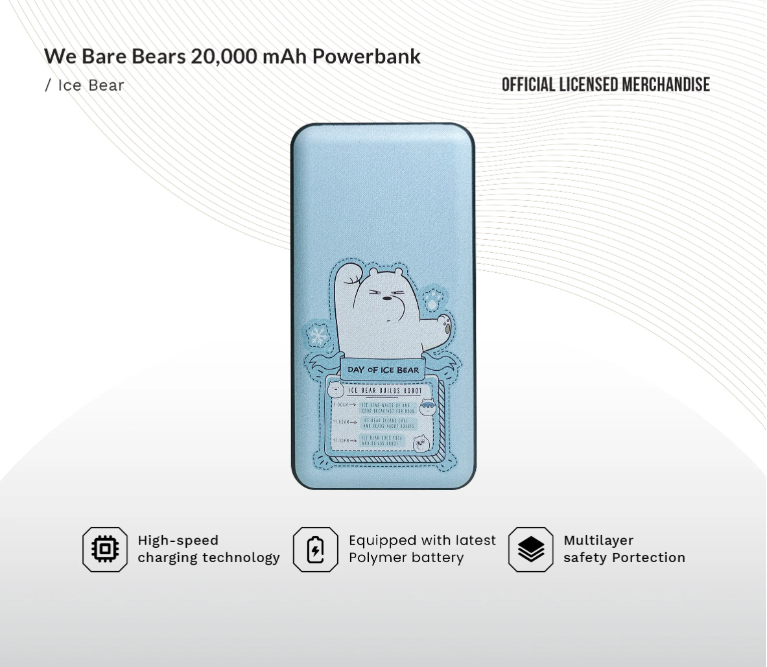 We Bare Bears 20,000 mAh Powerbank
/ Ice Bear
OFFICIAL LICENSED MERCHANDISE
DAY OF ICE BEAR
ICE BEAR BUILDS ROBOT
High-speed
charging technology
Equipped with latest
Polymer battery
Multilayer
safety Portection